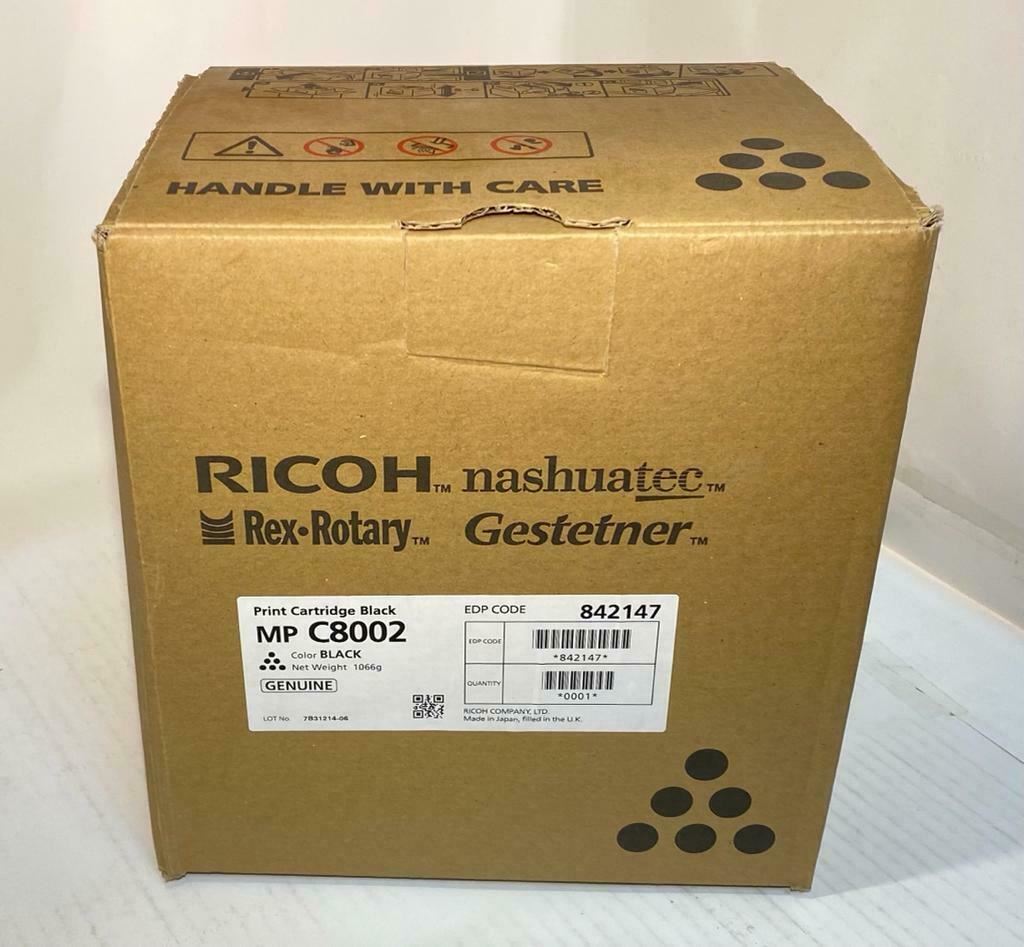 HANDLE WITH CARE
RICOH™ nashuatec™
Rex•Rotary™ Gestetner™
Print Cartridge Black
MP C8002
Color BLACK
Net Weight 1066g
GENUINE
LOT No. 7B31214-06
EDP CODE 842147
EDP CODE
*842147*
QUANTITY
*0001*
RICOH COMPANY, LTD.
Made in Japan, filled in the U.K.